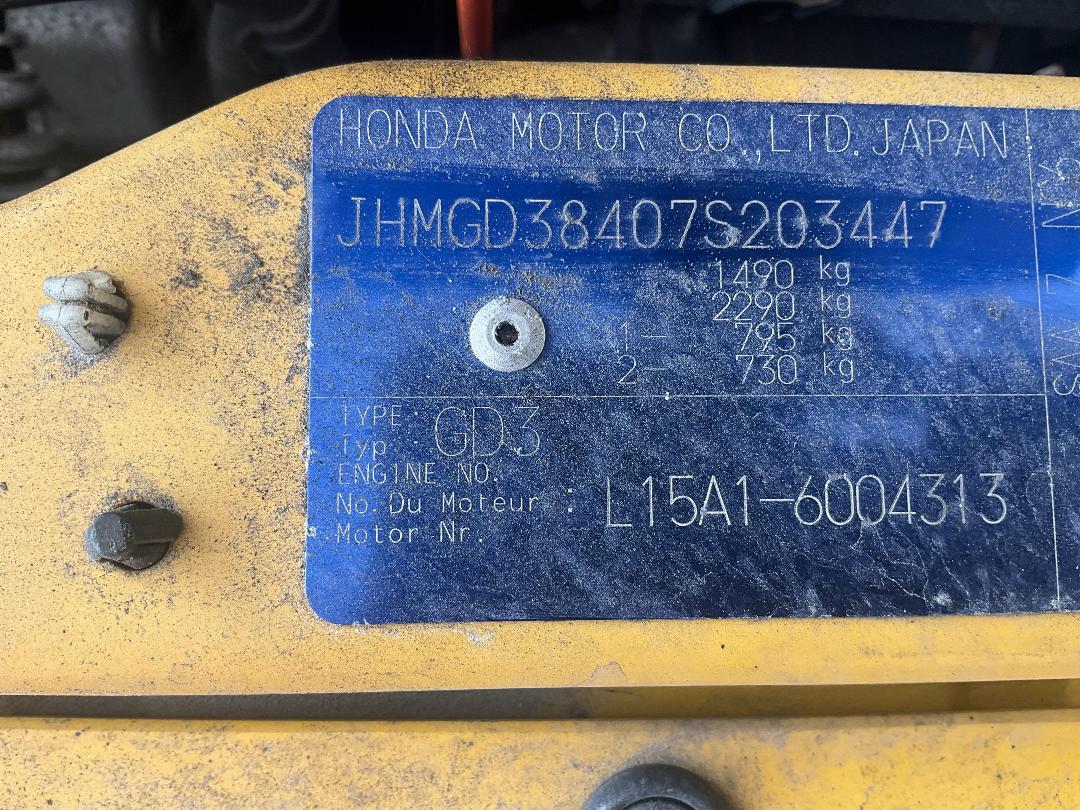 HONDA MOTOR CO.,LTD.JAPAN
JHMGD38407S203447
1490 kg
2290 kg
1- 795 kg
2- 730 kg
TYPE: GD3
Typ
ENGINE NO.
No.Du Moteur : L15A1-6004313
Motor Nr.